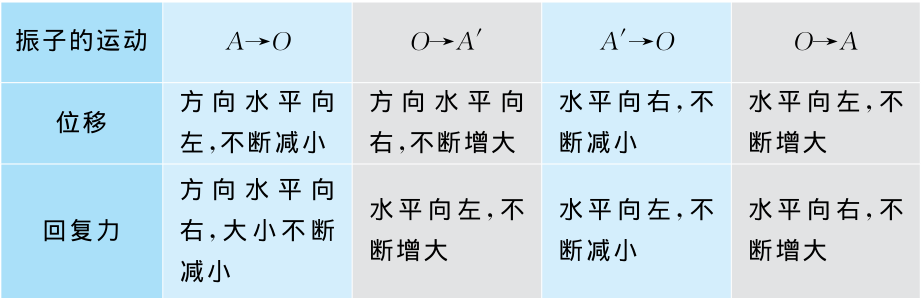 振子的运动 A→O O→A′ A′→O O→A
位移
方向水平向
左,不断减小
方向水平向
右,不断增大
水平向右,不
断减小
水平向左,不
断增大
回复力
方向水平向
右,大小不断
减小
水平向左,不
断增大
水平向左,不
断减小
水平向右,不
断增大